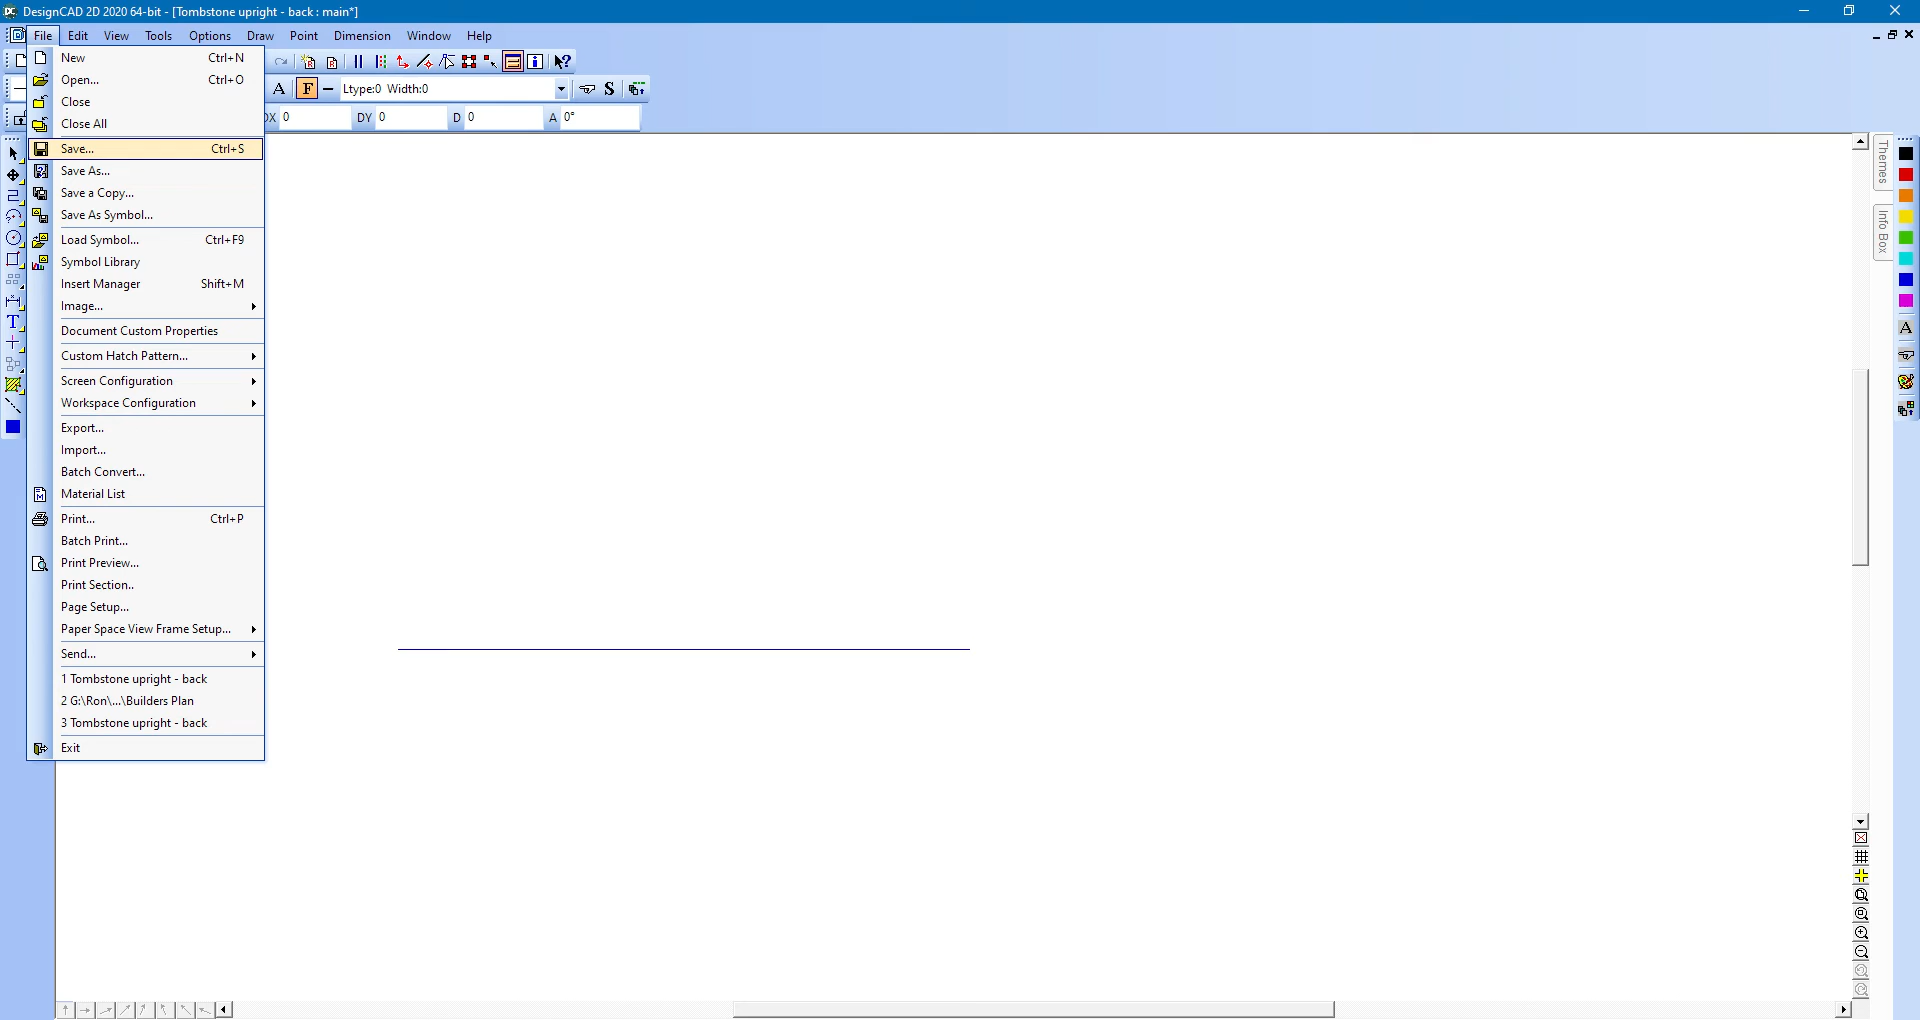 DesignCAD 2D 2020 64-bit - [Tombstone upright - back : main*]
File Edit View Tools Options Draw Point Dimension Window Help
New Ctrl+N
Open... Ctrl+O
Close
Close All
A F Ltype:0 Width:0 S
DX 0 DY 0 D 0 A 0°
Save... Ctrl+S
Save As...
Save a Copy...
Save As Symbol...
Load Symbol... Ctrl+F9
Symbol Library
Insert Manager Shift+M
Image...
Document Custom Properties
Custom Hatch Pattern...
Screen Configuration
Workspace Configuration
Export...
Import...
Batch Convert...
Material List
Print... Ctrl+P
Batch Print...
Print Preview...
Print Section..
Page Setup...
Paper Space View Frame Setup...
Send...
1 Tombstone upright - back
2 G:\Ron\...\Builders Plan
3 Tombstone upright - back
Exit
Themes
Info Box
A